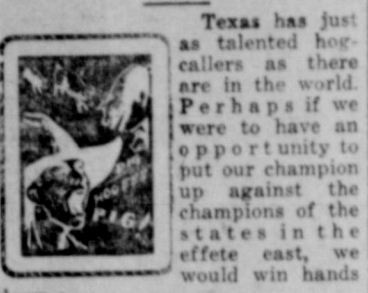 Texas has just
as talented hog-
callers as there
are in the world.
Perhaps if we
were to have an
opportunity to
put our champion
up against the
champions of the
states in the
effete east, we
would win hands
PIG